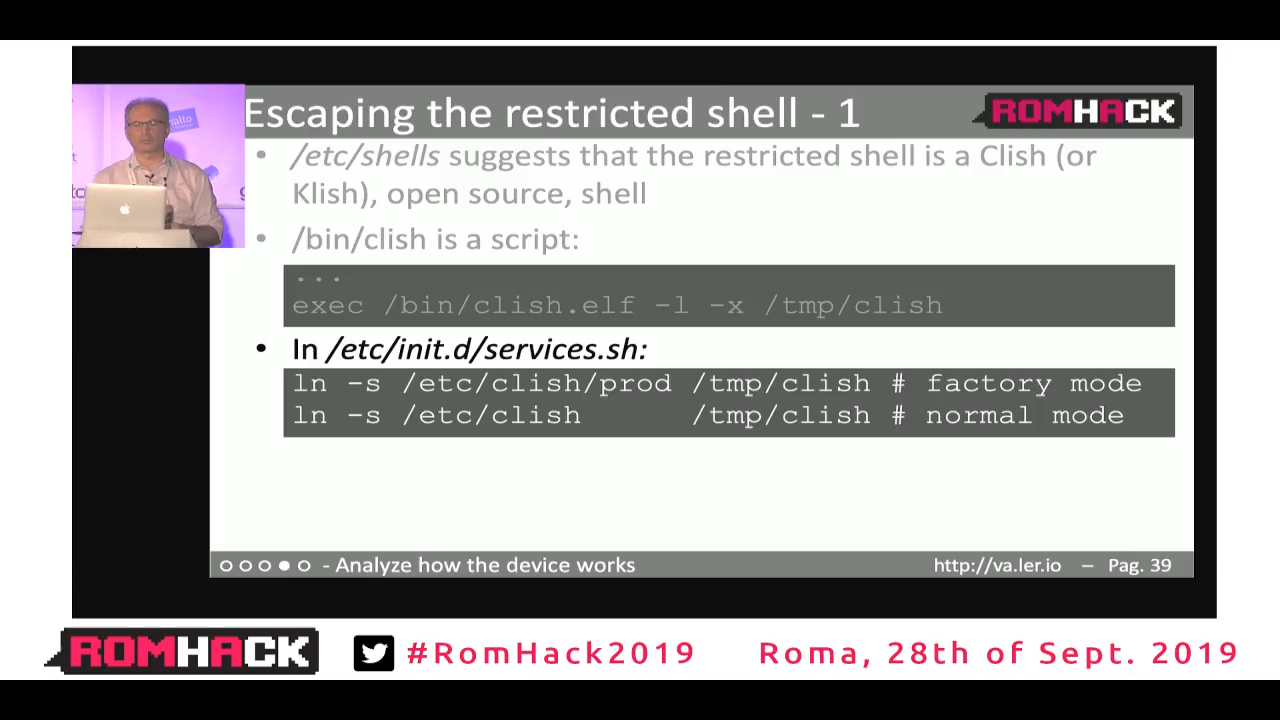 Escaping the restricted shell - 1
ROMHACK
• /etc/shells suggests that the restricted shell is a Clish (or
Klish), open source, shell
• /bin/clish is a script:
...
exec /bin/clish.elf -l -x /tmp/clish
• In /etc/init.d/services.sh:
ln -s /etc/clish/prod /tmp/clish # factory mode
ln -s /etc/clish /tmp/clish # normal mode
- Analyze how the device works
http://va.ler.io – Pag. 39
ROMHACK
#RomHack2019
Roma, 28th of Sept. 2019